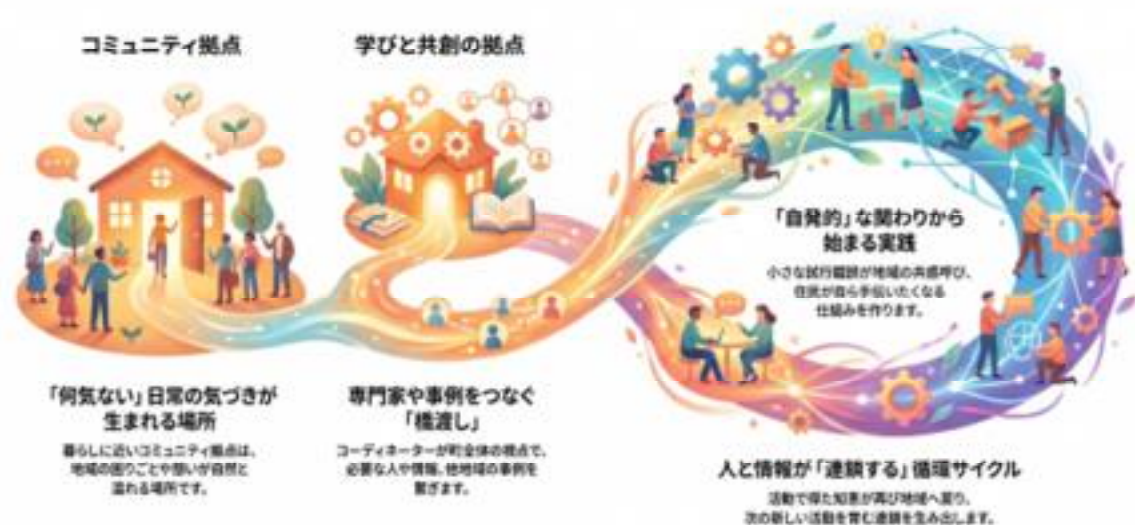 コミュニティ拠点
「何気ない」日常の気づきが
生まれる場所
暮らしに近いコミュニティ拠点は、
地域の困りごとや想いが自然と
溢れる場所です。
学びと共創の拠点
専門家や事例をつなぐ
「橋渡し」
コーディネーターが町全体の視点で、
必要な人や情報、他地域の事例を
繋ぎます。
「自発的」な関わりから
始まる実践
小さな試行錯誤が地域の共感呼び、
住民が自ら手伝いたくなる
仕組みを作ります。
人と情報が「連鎖する」循環サイクル
活動で得た知恵が再び地域へ戻り、
次の新しい活動を育む連鎖を生み出します。